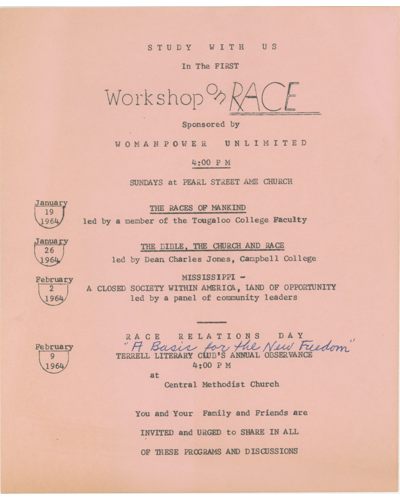 STUDY WITH US
In The FIRST
Workshop on RACE
Sponsored by
WOMANPOWER UNLIMITED
4:00 P M
SUNDAYS at PEARL STREET AME CHURCH
January
19
1964
THE RACES OF MANKIND
led by a member of the Tougaloo College Faculty
January
26
1964
THE BIBLE, THE CHURCH AND RACE
led by Dean Charles Jones, Campbell College
February
2
1964
MISSISSIPPI -
A CLOSED SOCIETY WITHIN AMERICA, LAND OF OPPORTUNITY
led by a panel of community leaders
RACE RELATIONS DAY
"A Basis for the New Freedom"
February
9
1964
TERRELL LITERARY CLUB'S ANNUAL OBSERVANCE
4:00 P M
at
Central Methodist Church
You and Your Family and Friends are
INVITED and URGED to SHARE IN ALL
OF THESE PROGRAMS AND DISCUSSIONS